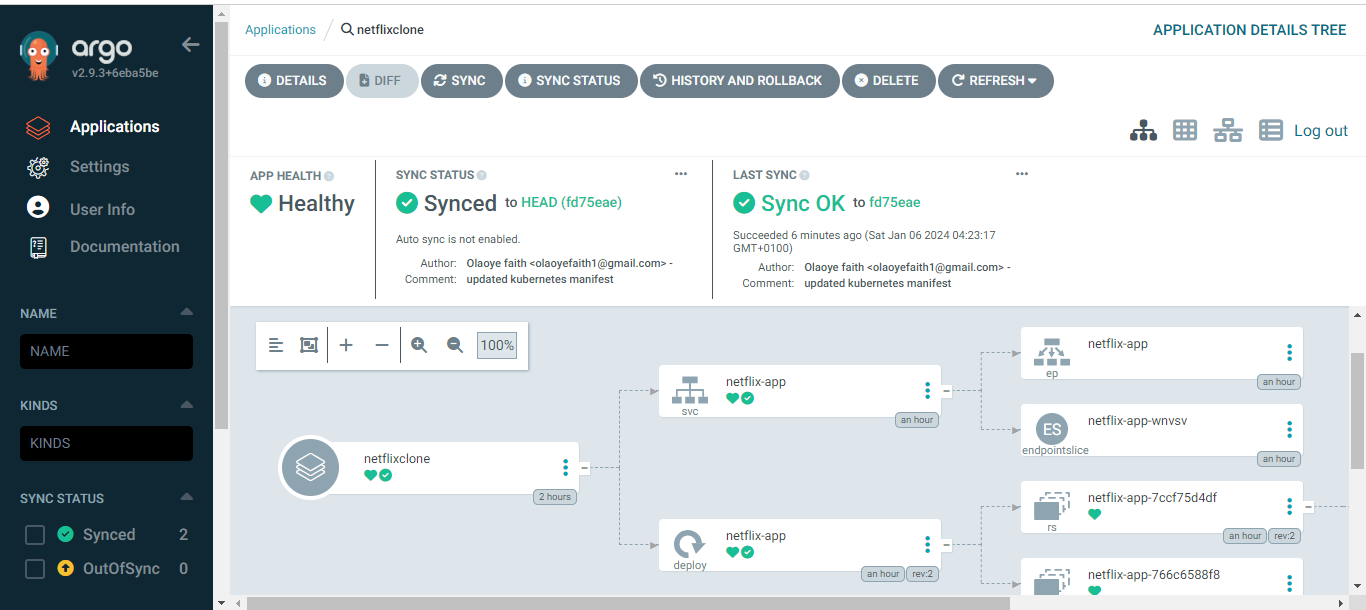 argo
v2.9.3+6eba5be
Applications
Settings
User Info
Documentation
NAME
NAME
KINDS
KINDS
SYNC STATUS
Synced 2
OutOfSync 0
Applications / netflixclone
APPLICATION DETAILS TREE
DETAILS DIFF SYNC SYNC STATUS HISTORY AND ROLLBACK DELETE REFRESH
Log out
APP HEALTH
Healthy
SYNC STATUS
Synced to HEAD (fd75eae)
Auto sync is not enabled.
Author: Olaoye faith <olaoyefaith1@gmail.com> -
Comment: updated kubernetes manifest
LAST SYNC
Sync OK to fd75eae
Succeeded 6 minutes ago (Sat Jan 06 2024 04:23:17
GMT+0100)
Author: Olaoye faith <olaoyefaith1@gmail.com> -
Comment: updated kubernetes manifest
100%
netflixclone
2 hours
netflix-app
svc
an hour
netflix-app
deploy
an hour rev:2
netflix-app
ep
an hour
ES
netflix-app-wnvsv
endpointslice
an hour
netflix-app-7ccf75d4df
rs
an hour rev:2
netflix-app-766c6588f8